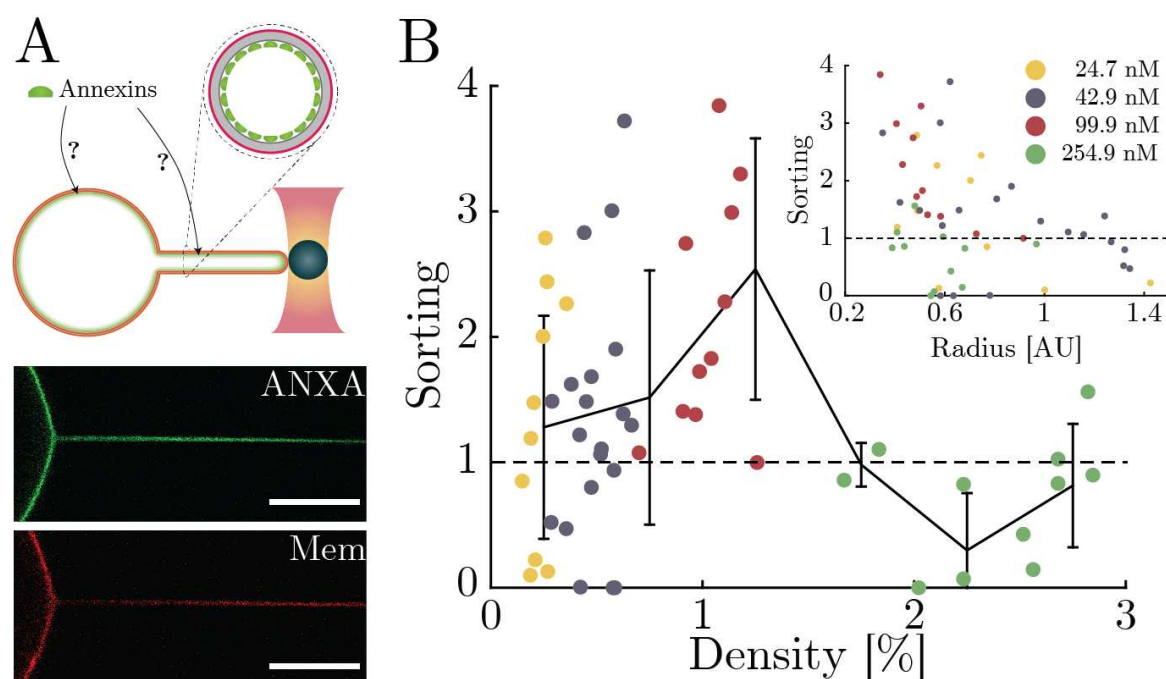 A
Annexins
?
?
ANXA
Mem
B
Sorting
4
3
2
1
0
0
1
2
3
Density [%]
Sorting
4
3
2
1
0
0.2
0.6
1
1.4
Radius [AU]
24.7 nM
42.9 nM
99.9 nM
254.9 nM